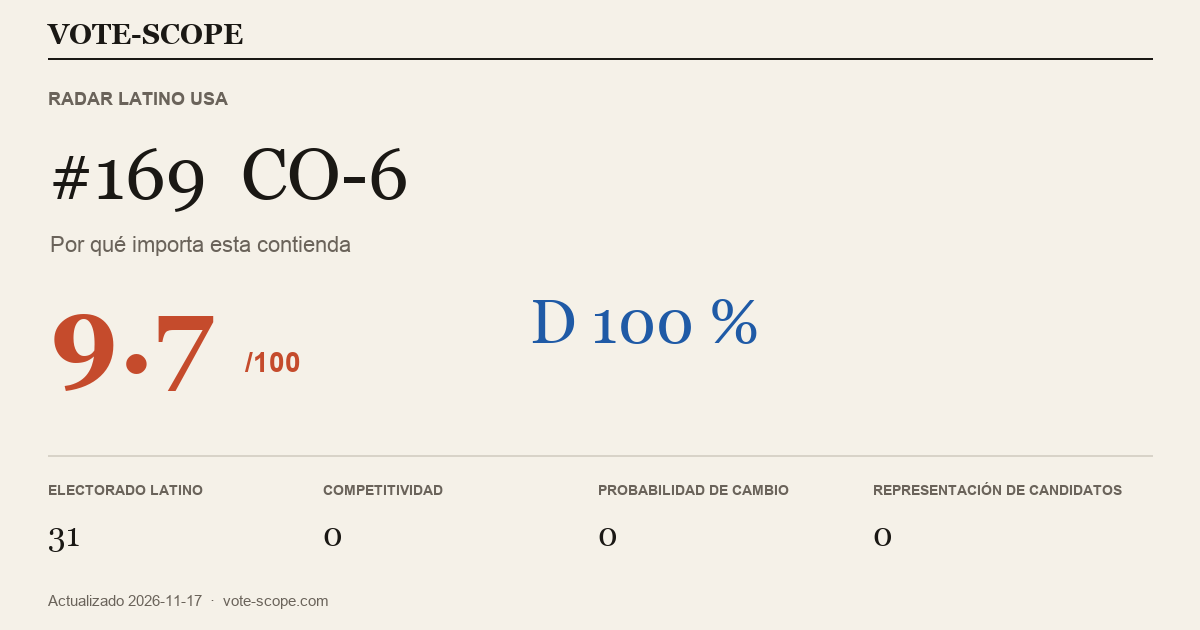 VOTE-SCOPE
RADAR LATINO USA
#169 CO-6
Por qué importa esta contienda
9.7 /100
D 100 %
ELECTORADO LATINO
31
COMPETITIVIDAD
0
PROBABILIDAD DE CAMBIO
0
REPRESENTACIÓN DE CANDIDATOS
0
Actualizado 2026-11-17 · vote-scope.com